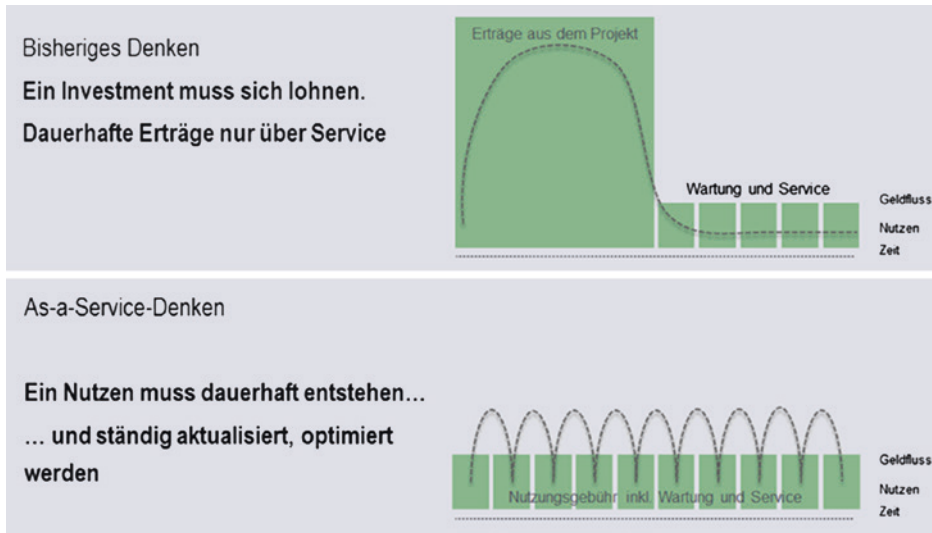 Bisheriges Denken
Ein Investment muss sich lohnen.
Dauerhafte Erträge nur über Service
Erträge aus dem Projekt
Wartung und Service
Geldfluss
Nutzen
Zeit
As-a-Service-Denken
Ein Nutzen muss dauerhaft entstehen…
… und ständig aktualisiert, optimiert
werden
Nutzungsgebühr inkl. Wartung und Service
Geldfluss
Nutzen
Zeit